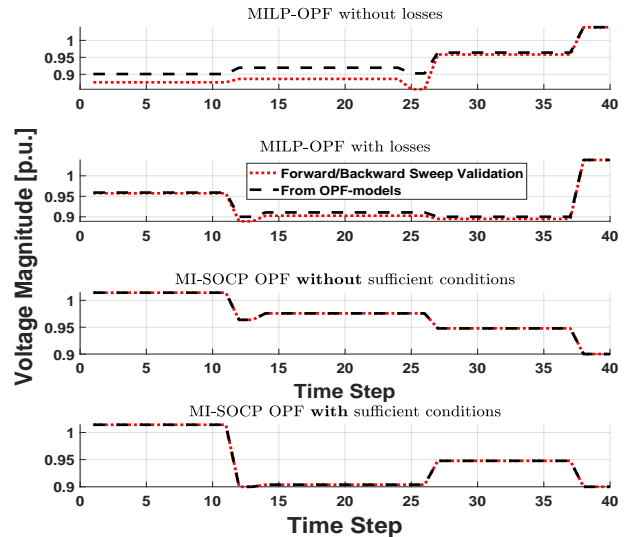 MILP-OPF without losses
1
0.95
0.9
0 5 10 15 20 25 30 35 40
MILP-OPF with losses
1
0.95
0.9
Forward/Backward Sweep Validation
From OPF-models
0 5 10 15 20 25 30 35 40
Voltage Magnitude [p.u.]
MI-SOCP OPF without sufficient conditions
1
0.95
0.9
0 5 10 15 20 25 30 35 40
Time Step
MI-SOCP OPF with sufficient conditions
1
0.95
0.9
0 5 10 15 20 25 30 35 40
Time Step